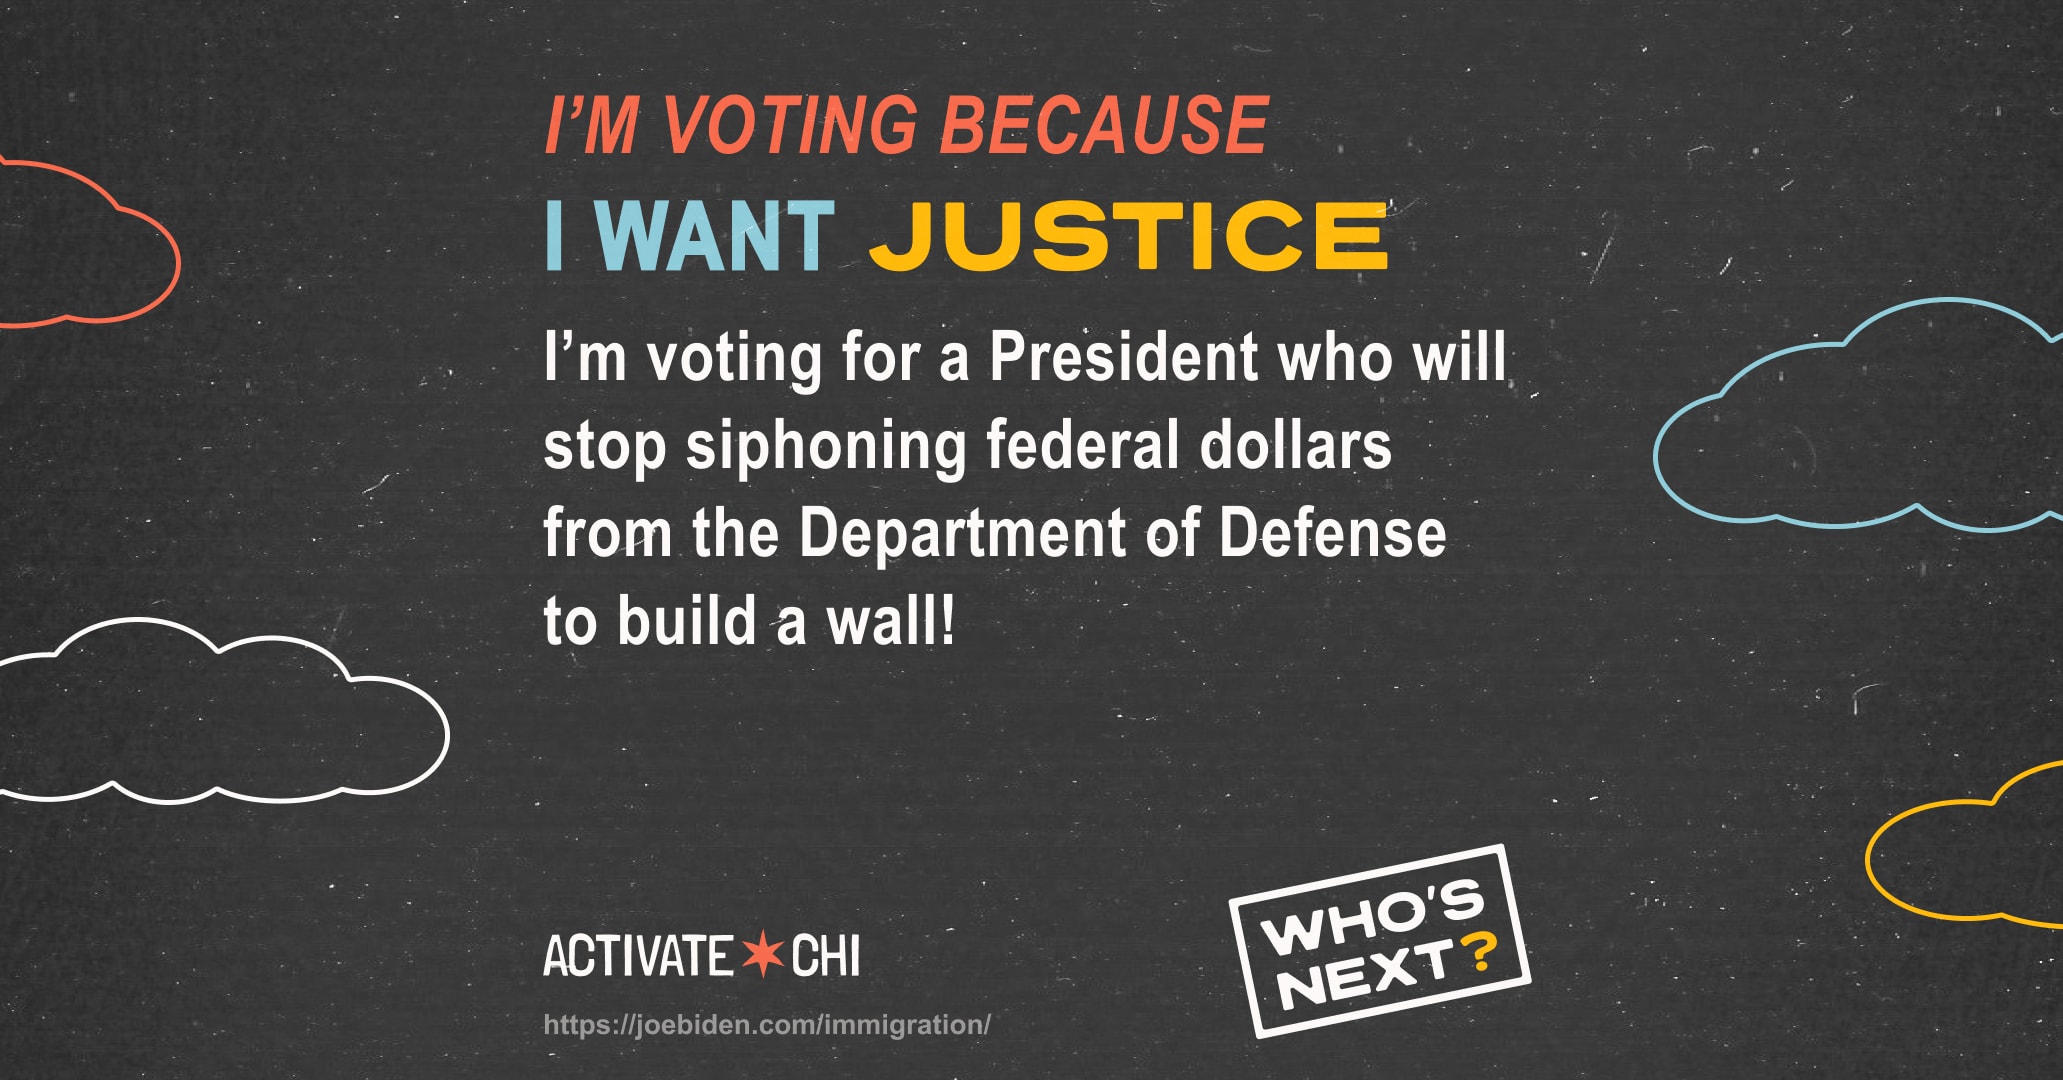 I’M VOTING BECAUSE
I WANT JUSTICE
I’m voting for a President who will
stop siphoning federal dollars
from the Department of Defense
to build a wall!
ACTIVATE CHI
https://joebiden.com/immigration/
WHO'S
NEXT?